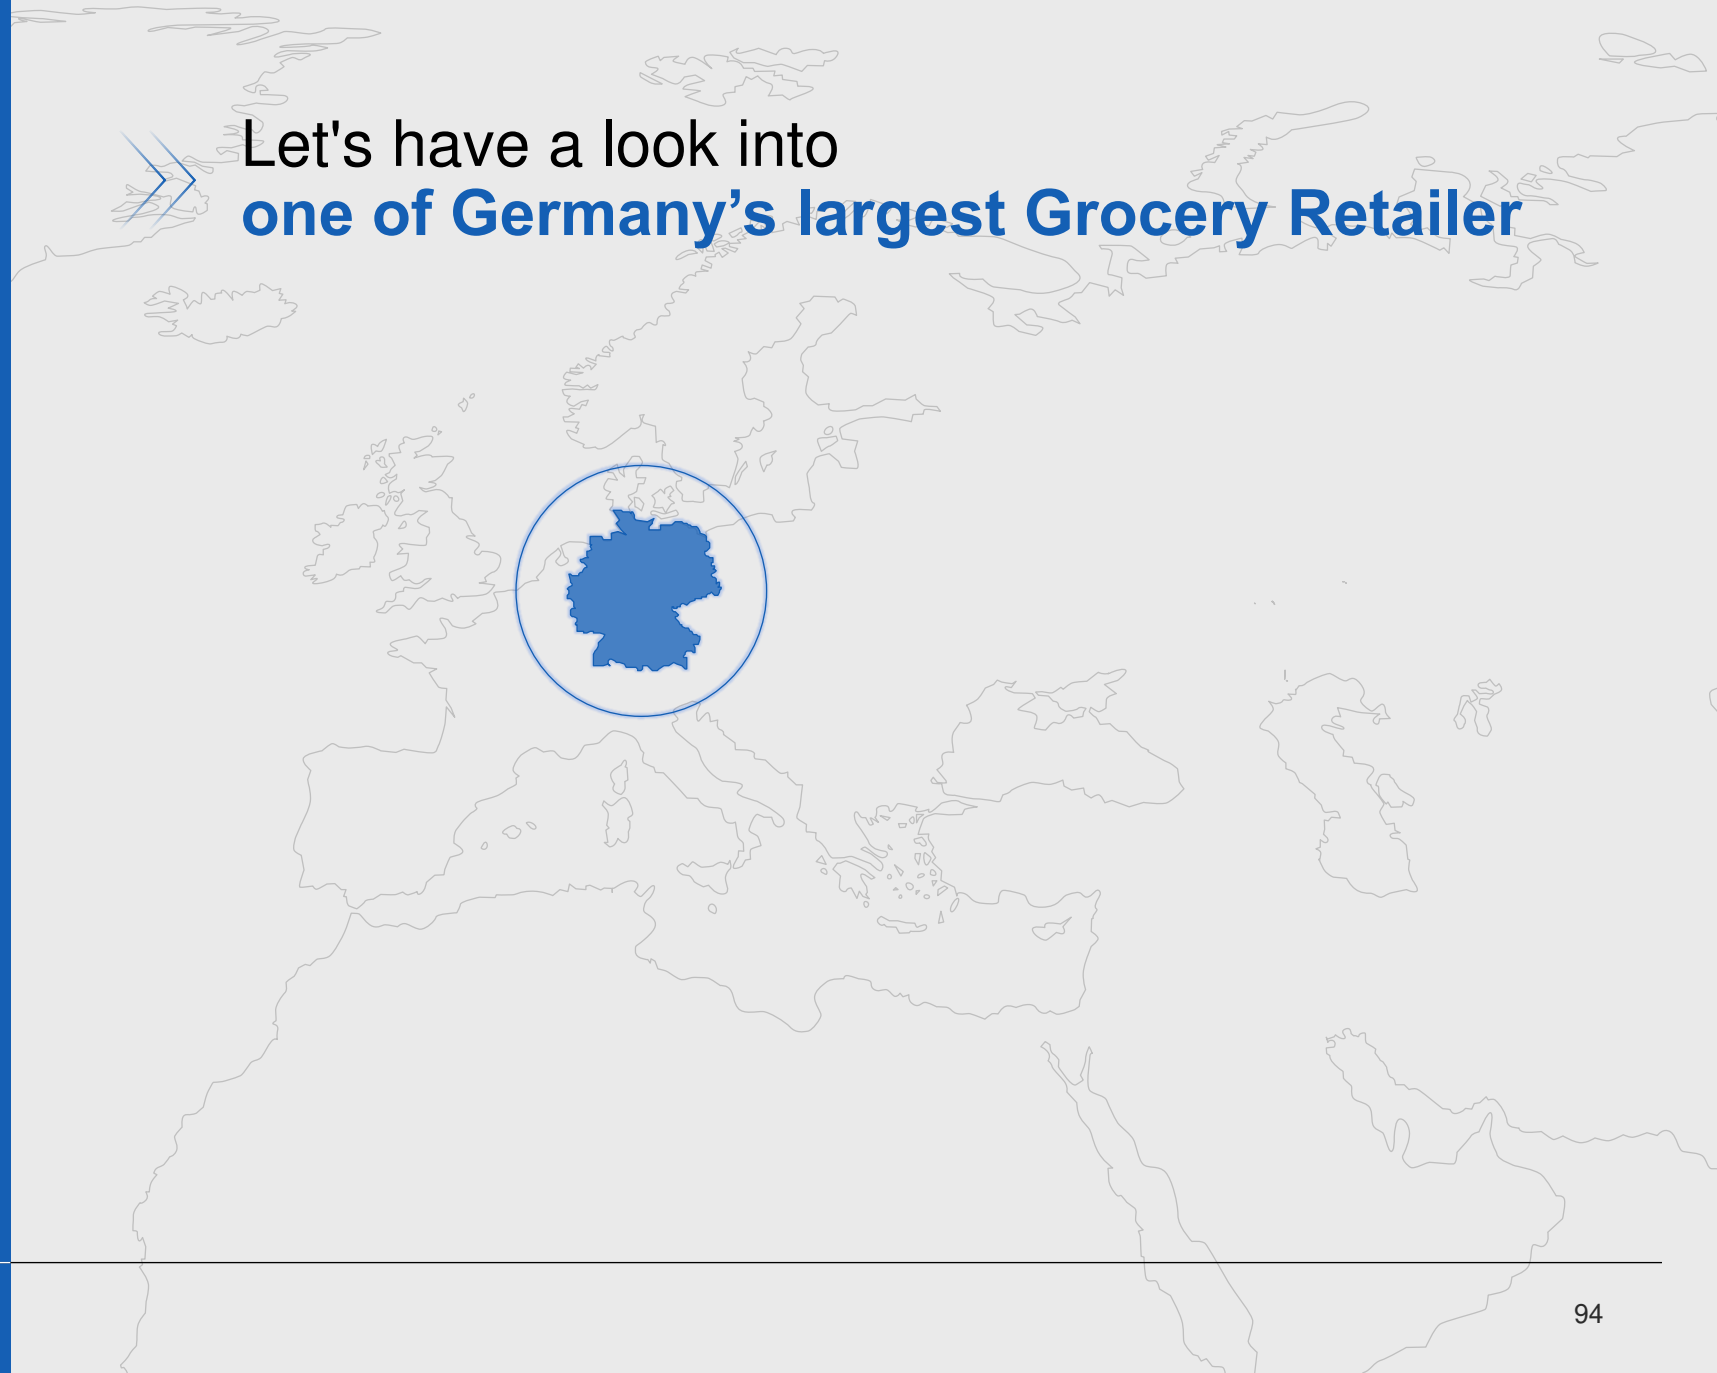 Let's have a look into
one of Germany’s largest Grocery Retailer
94